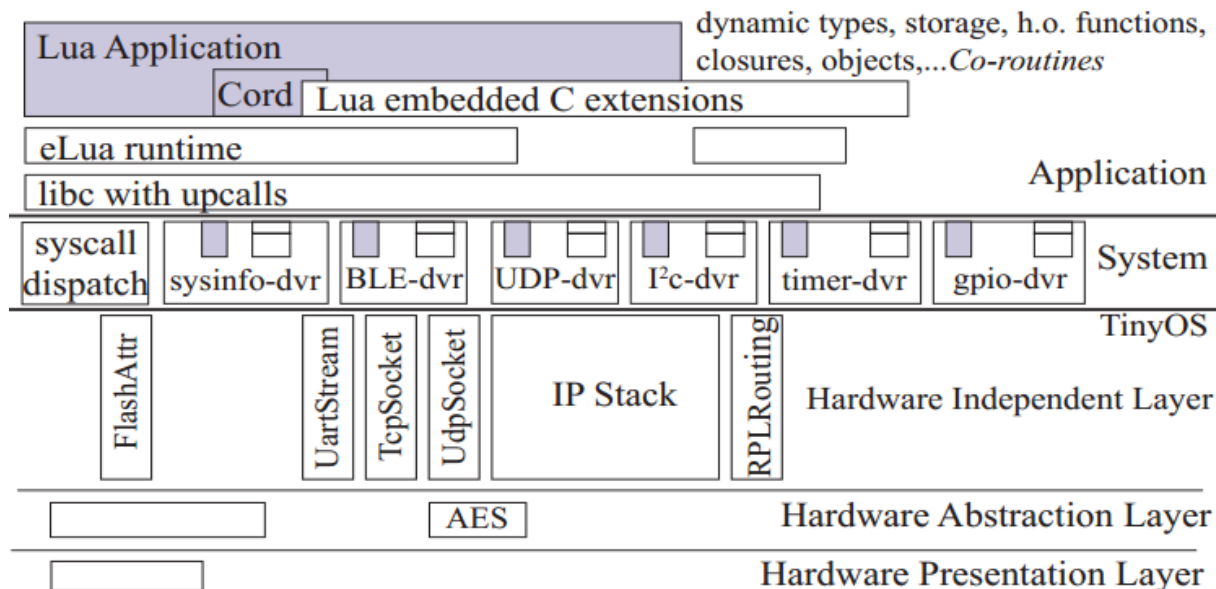 dynamic types, storage, h.o. functions,
closures, objects,...Co-routines
Lua Application
Cord
Lua embedded C extensions
eLua runtime
libc with upcalls
Application
syscall
dispatch
sysinfo-dvr
BLE-dvr
UDP-dvr
I²c-dvr
timer-dvr
gpio-dvr
System
TinyOS
FlashAttr
UartStream
TcpSocket
UdpSocket
IP Stack
RPLRouting
Hardware Independent Layer
AES
Hardware Abstraction Layer
Hardware Presentation Layer